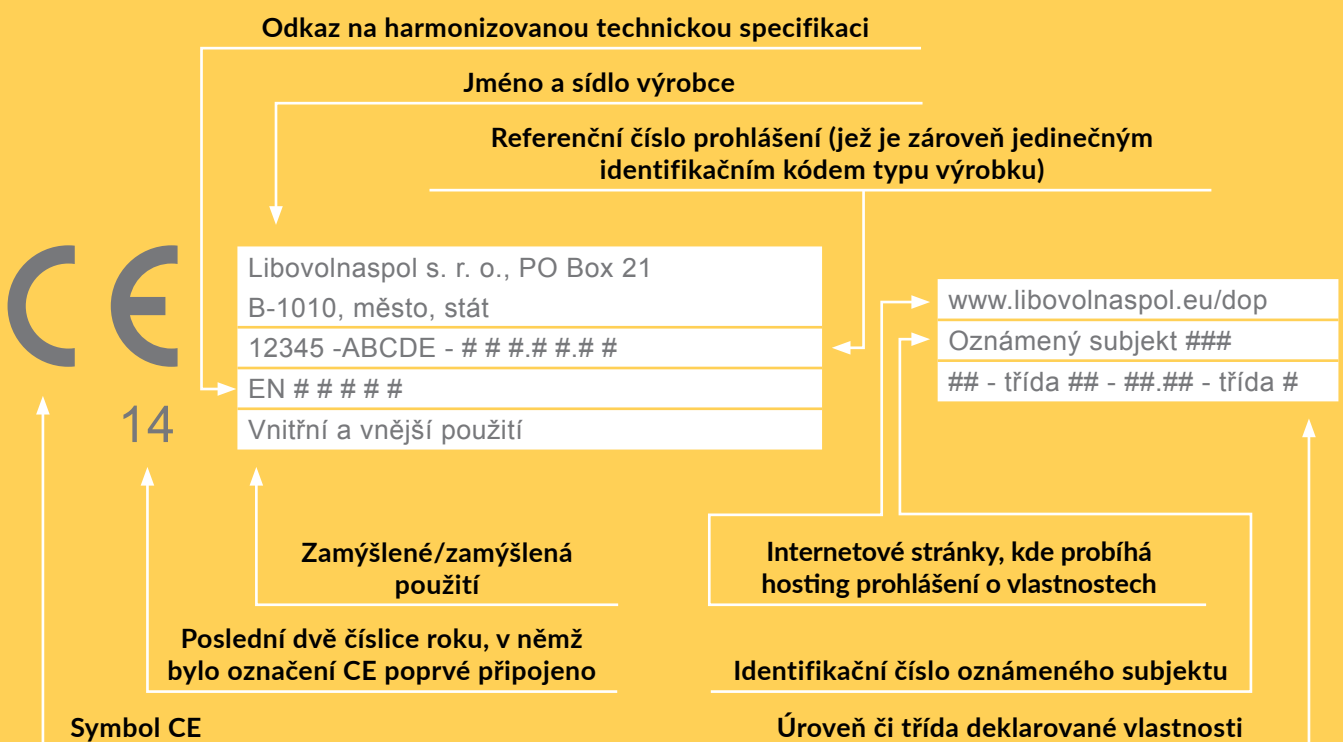 Odkaz na harmonizovanou technickou specifikaci
Jméno a sídlo výrobce
Referenční číslo prohlášení (jež je zároveň jedinečným
identifikačním kódem typu výrobku)
CE
14
Libovolnaspol s. r. o., PO Box 21
B-1010, město, stát
12345 -ABCDE - # # #.# #.# #
EN # # # # #
Vnitřní a vnější použití
www.libovolnaspol.eu/dop
Oznámený subjekt ###
## - třída ## - ##.## - třída #
Zamýšlené/zamýšlená
použití
Internetové stránky, kde probíhá
hosting prohlášení o vlastnostech
Poslední dvě číslice roku, v němž
bylo označení CE poprvé připojeno
Identifikační číslo oznámeného subjektu
Symbol CE
Úroveň či třída deklarované vlastnosti